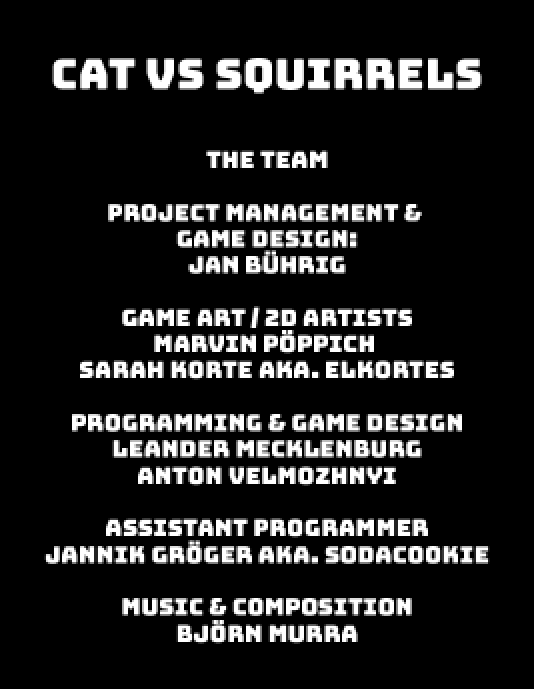 CAT VS SQUIRRELS
THE TEAM
PROJECT MANAGEMENT &
GAME DESIGN:
JAN BÜHRIG
GAME ART / 2D ARTISTS
MARVIN PÖPPICH
SARAH KORTE AKA. ELKORTES
PROGRAMMING & GAME DESIGN
LEANDER MECKLENBURG
ANTON VELMOZHNYI
ASSISTANT PROGRAMMER
JANNIK GRÖGER AKA. SODACOOKIE
MUSIC & COMPOSITION
BJÖRN MURRA